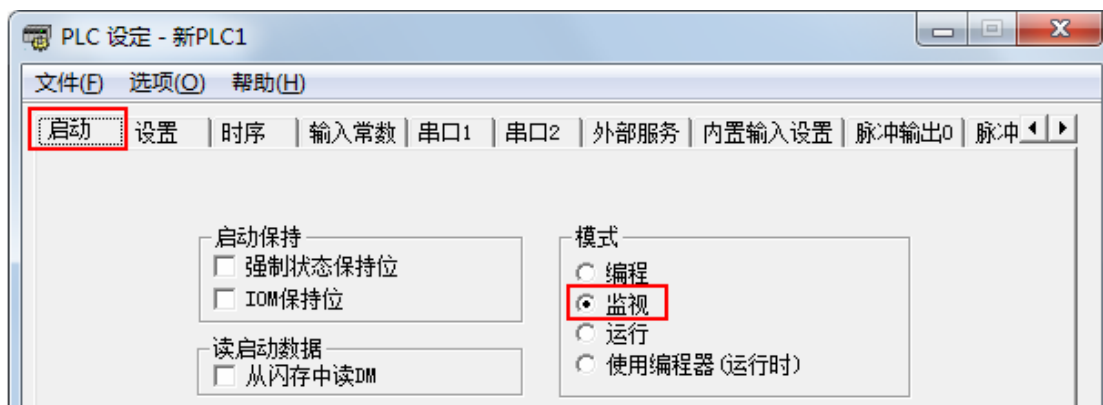 PLC 设定 - 新PLC1
文件(F) 选项(O) 帮助(H)
启动 设置 时序 输入常数 串口1 串口2 外部服务 内置输入设置 脉冲输出0 脉冲
启动保持
强制状态保持位
IOM保持位
读启动数据
从闪存中读DM
模式
编程
监视
运行
使用编程器(运行时)